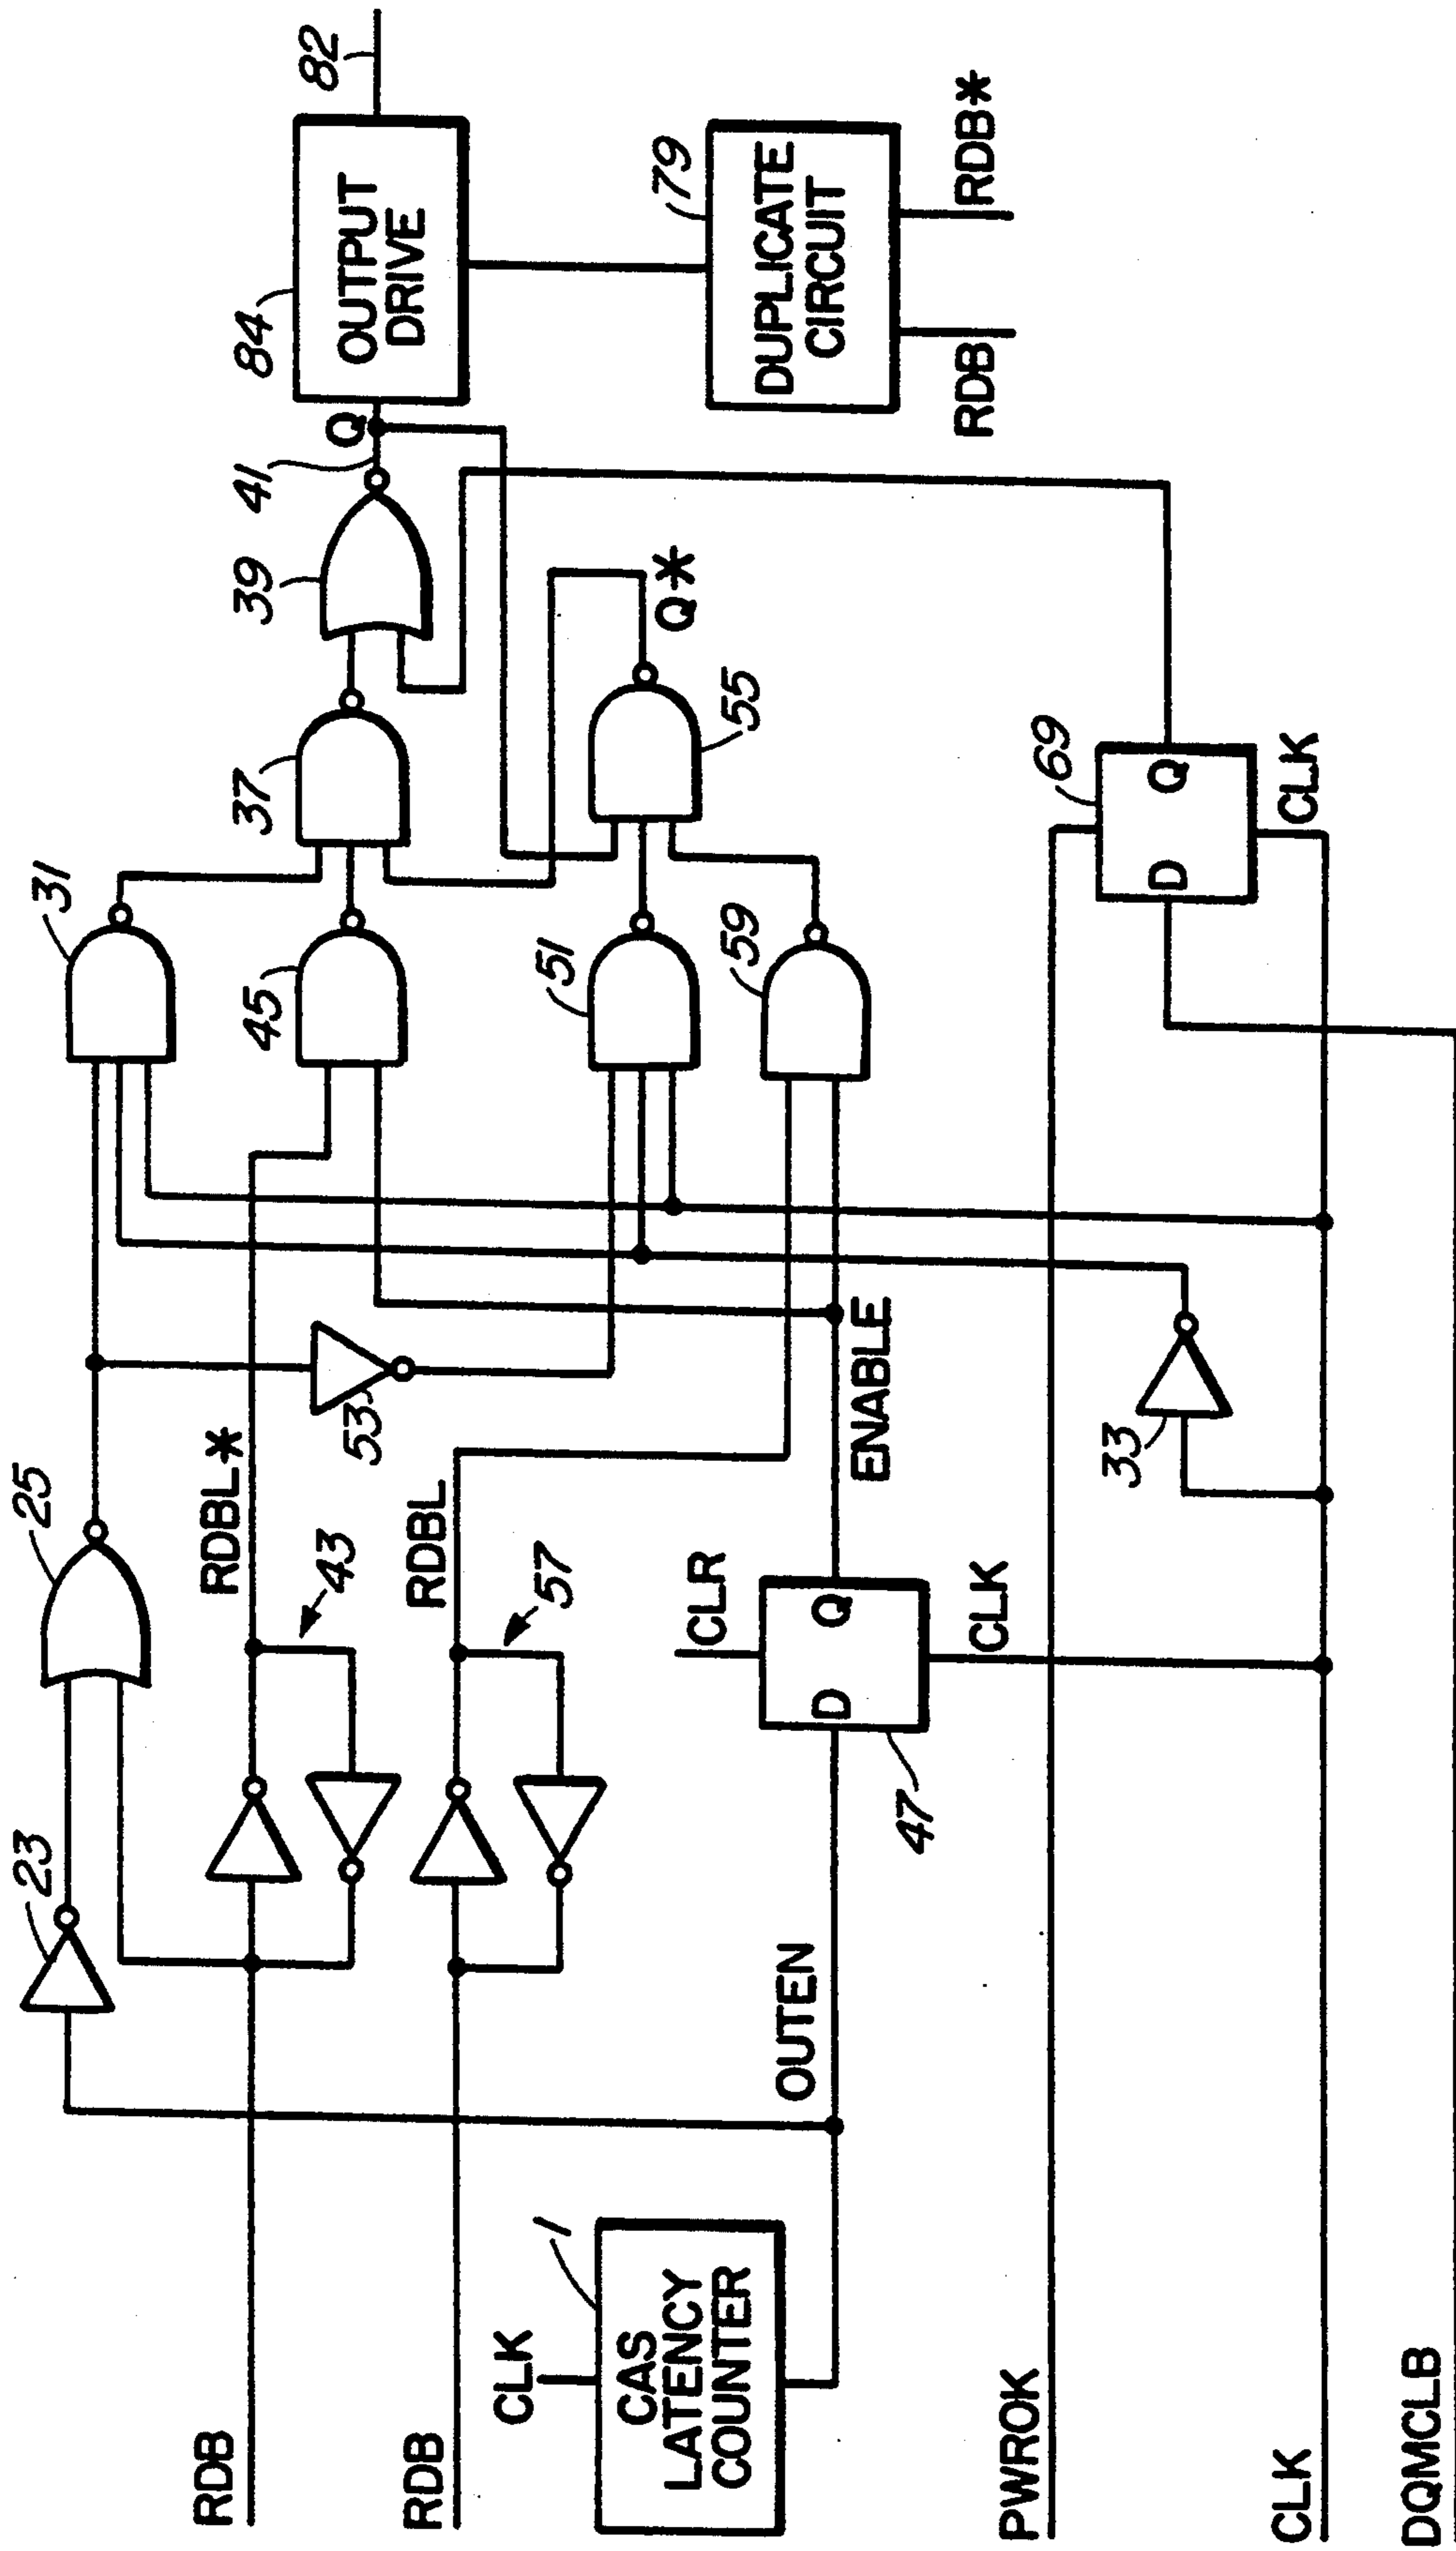 23
25
31
37
39
41
Q
84
OUTPUT
DRIVE
82
RDB
RDBL*
43
53
45
RDB
RDBL
57
51
55
Q*
79
DUPLICATE
CIRCUIT
RDB
RDB*
CLK
1
CAS
LATENCY
COUNTER
OUTEN
47
D
Q
CLR
CLK
ENABLE
59
33
PWROK
69
D
Q
CLK
CLK
DQMCLB